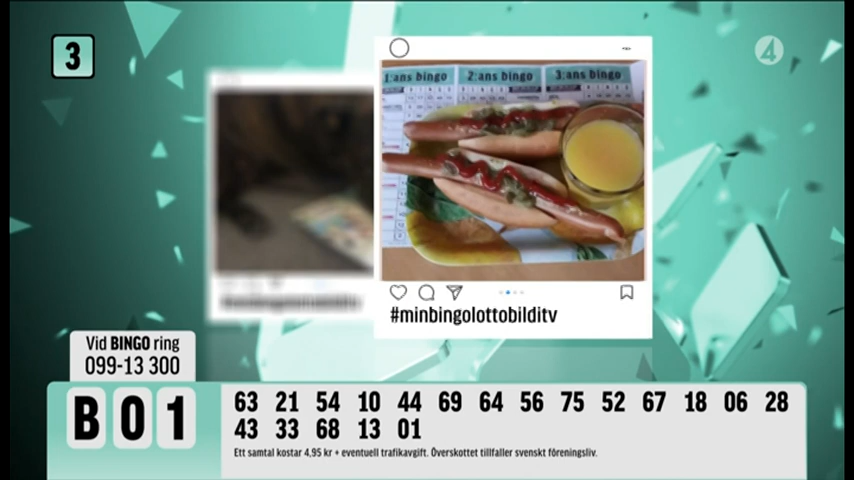 3
4
1:ans bingo 2:ans bingo 3:ans bingo
#minbingolottobilditv
Vid BINGO ring
099-13 300
B 0 1
63 21 54 10 44 69 64 56 75 52 67 18 06 28
43 33 68 13 01
Ett samtal kostar 4,95 kr + eventuell trafikavgift. Överskottet tillfaller svenskt föreningsliv.